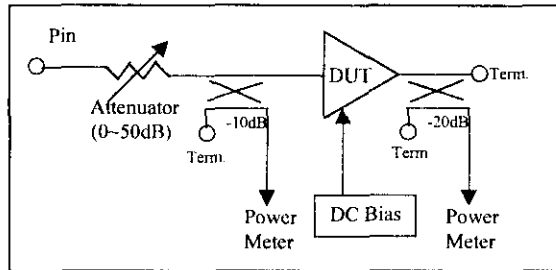 Pin
DUT
Term.
Attenuator
(0~50dB)
-10dB
Term.
-20dB
Term
Power
Meter
DC Bias
Power
Meter